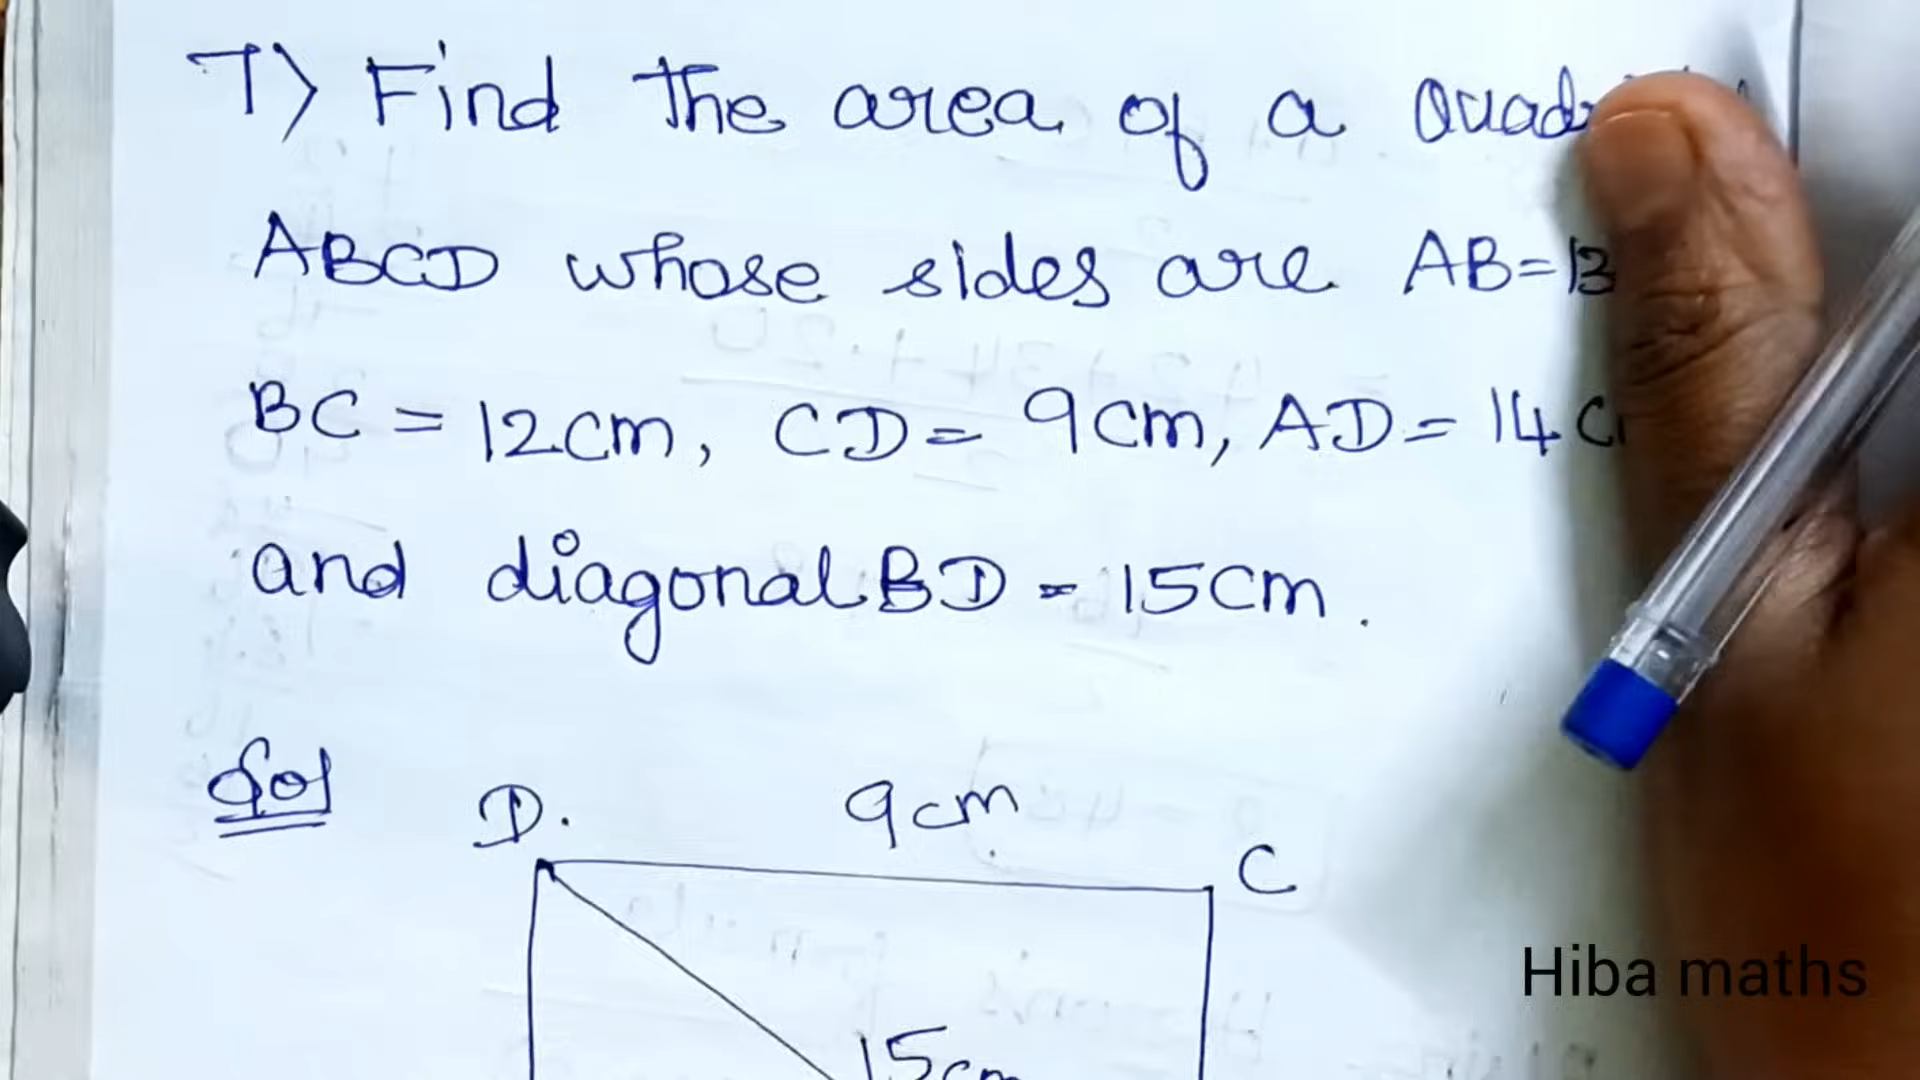 7) Find the area of a
ABCD whose sides are AB=13
BC = 12cm, CD = 9cm, AD = 14
and diagonal BD = 15cm.
Sol
D. 9cm C
15cm
Hiba maths